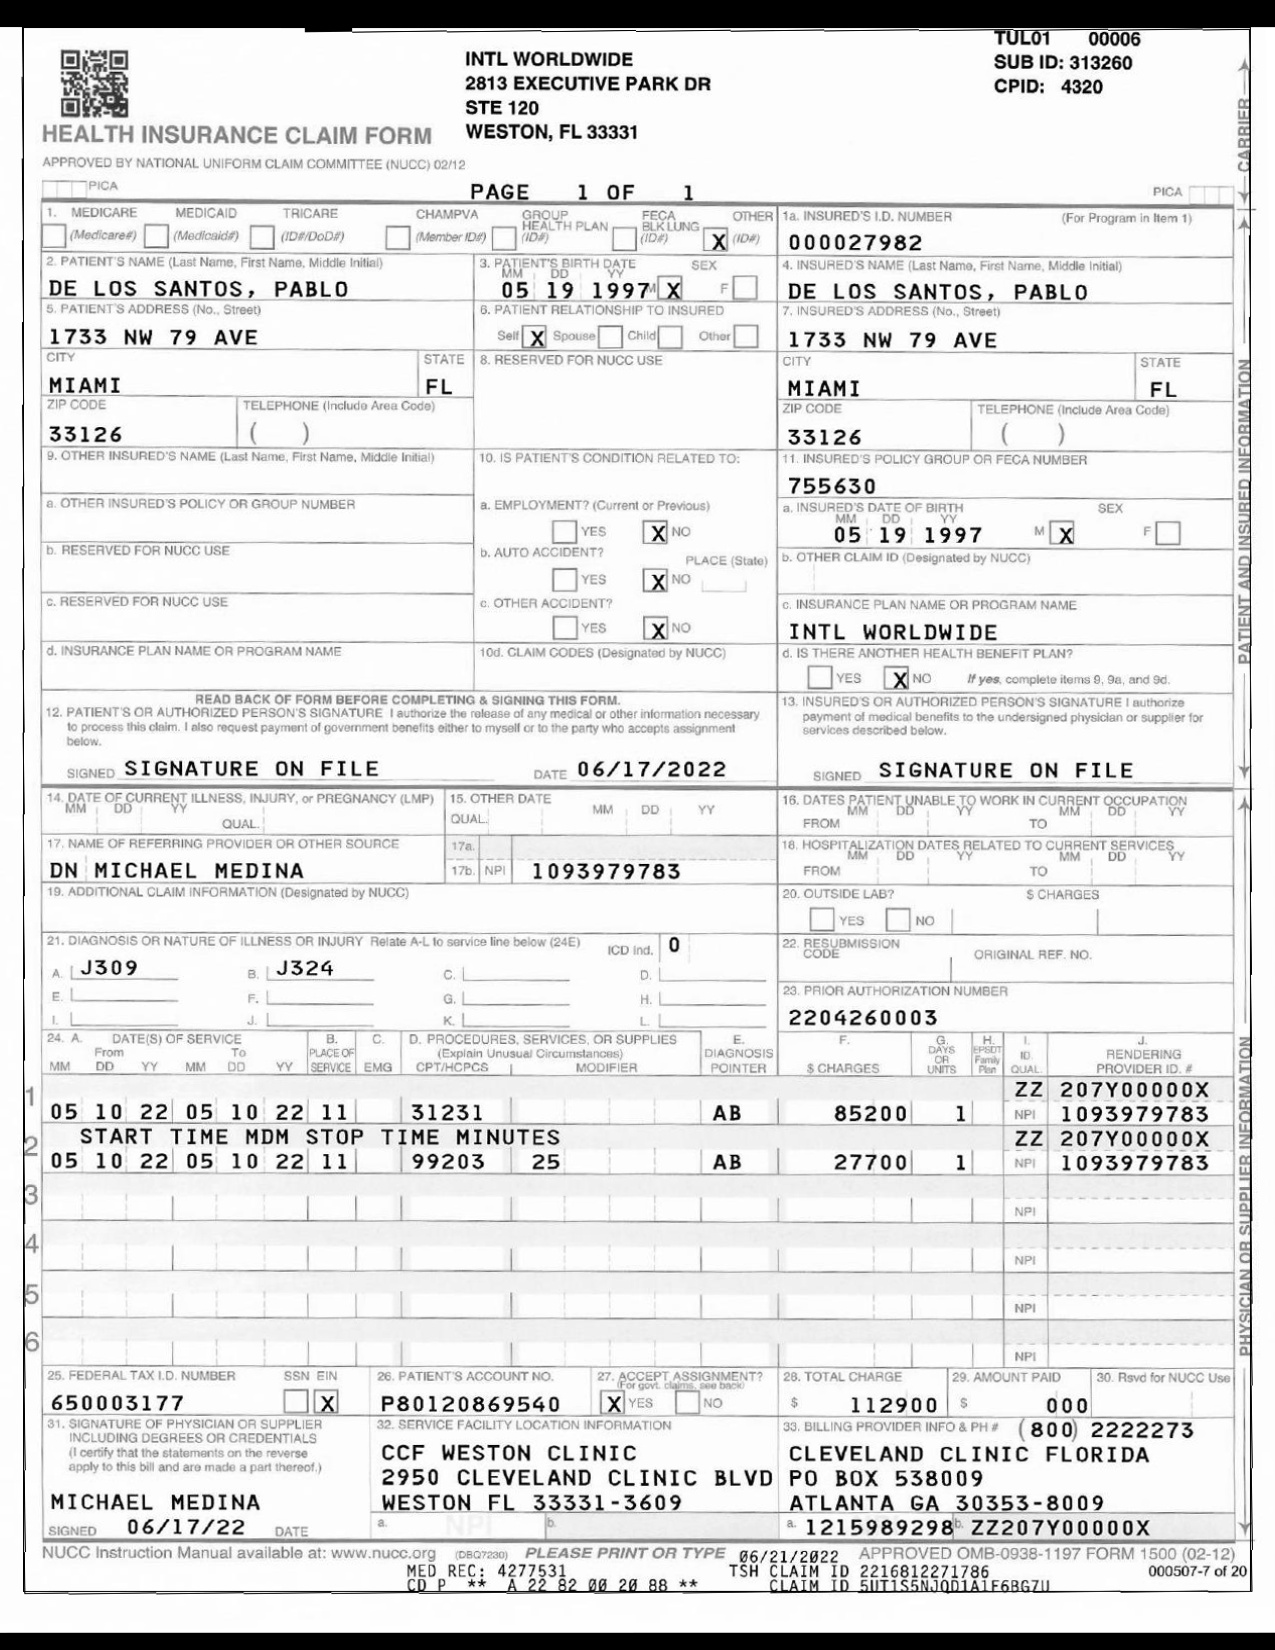 TUL01 00006
INTL WORLDWIDE SUB ID: 313260
2813 EXECUTIVE PARK DR CPID: 4320
STE 120
WESTON, FL 33331
HEALTH INSURANCE CLAIM FORM
APPROVED BY NATIONAL UNIFORM CLAIM COMMITTEE (NUCC) 02/12
PICA PAGE 1 OF 1 PICA
CARRIER
1. MEDICARE MEDICAID TRICARE CHAMPVA GROUP HEALTH PLAN FECA BLK LUNG OTHER
(Medicare#) (Medicaid#) (ID#/DoD#) (Member ID#) (ID#) (ID#) X (ID#)
1a. INSURED'S I.D. NUMBER (For Program in Item 1)
000027982
2. PATIENT'S NAME (Last Name, First Name, Middle Initial)
DE LOS SANTOS, PABLO
3. PATIENT'S BIRTH DATE SEX
MM DD YY
05 19 1997 M X F
4. INSURED'S NAME (Last Name, First Name, Middle Initial)
DE LOS SANTOS, PABLO
5. PATIENT'S ADDRESS (No., Street)
1733 NW 79 AVE
6. PATIENT RELATIONSHIP TO INSURED
Self X Spouse Child Other
7. INSURED'S ADDRESS (No., Street)
1733 NW 79 AVE
CITY STATE
MIAMI FL
8. RESERVED FOR NUCC USE
CITY STATE
MIAMI FL
ZIP CODE TELEPHONE (Include Area Code)
33126 ( )
ZIP CODE TELEPHONE (Include Area Code)
33126 ( )
9. OTHER INSURED'S NAME (Last Name, First Name, Middle Initial)
10. IS PATIENT'S CONDITION RELATED TO:
11. INSURED'S POLICY GROUP OR FECA NUMBER
755630
a. OTHER INSURED'S POLICY OR GROUP NUMBER
a. EMPLOYMENT? (Current or Previous)
YES X NO
a. INSURED'S DATE OF BIRTH SEX
MM DD YY
05 19 1997 M X F
b. RESERVED FOR NUCC USE
b. AUTO ACCIDENT? PLACE (State)
YES X NO
b. OTHER CLAIM ID (Designated by NUCC)
c. RESERVED FOR NUCC USE
c. OTHER ACCIDENT?
YES X NO
c. INSURANCE PLAN NAME OR PROGRAM NAME
INTL WORLDWIDE
d. INSURANCE PLAN NAME OR PROGRAM NAME
10d. CLAIM CODES (Designated by NUCC)
d. IS THERE ANOTHER HEALTH BENEFIT PLAN?
YES X NO If yes, complete items 9, 9a, and 9d.
PATIENT AND INSURED INFORMATION
READ BACK OF FORM BEFORE COMPLETING & SIGNING THIS FORM.
12. PATIENT'S OR AUTHORIZED PERSON'S SIGNATURE I authorize the release of any medical or other information necessary
to process this claim. I also request payment of government benefits either to myself or to the party who accepts assignment
below.
SIGNED SIGNATURE ON FILE DATE 06/17/2022
13. INSURED'S OR AUTHORIZED PERSON'S SIGNATURE I authorize
payment of medical benefits to the undersigned physician or supplier for
services described below.
SIGNED SIGNATURE ON FILE
14. DATE OF CURRENT ILLNESS, INJURY, or PREGNANCY (LMP)
MM DD YY
QUAL.
15. OTHER DATE
QUAL. MM DD YY
16. DATES PATIENT UNABLE TO WORK IN CURRENT OCCUPATION
MM DD YY MM DD YY
FROM TO
17. NAME OF REFERRING PROVIDER OR OTHER SOURCE
DN MICHAEL MEDINA
17a.
17b. NPI 1093979783
18. HOSPITALIZATION DATES RELATED TO CURRENT SERVICES
MM DD YY MM DD YY
FROM TO
19. ADDITIONAL CLAIM INFORMATION (Designated by NUCC)
20. OUTSIDE LAB? $ CHARGES
YES NO
21. DIAGNOSIS OR NATURE OF ILLNESS OR INJURY Relate A-L to service line below (24E) ICD Ind. 0
A. J309 B. J324 C. D.
E. F. G. H.
I. J. K. L.
22. RESUBMISSION CODE ORIGINAL REF. NO.
23. PRIOR AUTHORIZATION NUMBER
2204260003
24. A. DATE(S) OF SERVICE B. C. D. PROCEDURES, SERVICES, OR SUPPLIES E. F. G. H. I. J.
From To PLACE OF (Explain Unusual Circumstances) DIAGNOSIS DAYS OR UNITS EPSDT Family Plan ID. RENDERING
MM DD YY MM DD YY SERVICE EMG CPT/HCPCS MODIFIER POINTER $ CHARGES QUAL. PROVIDER ID. #
ZZ 207Y00000X
1 05 10 22 05 10 22 11 31231 AB 85200 1 NPI 1093979783
START TIME MDM STOP TIME MINUTES ZZ 207Y00000X
2 05 10 22 05 10 22 11 99203 25 AB 27700 1 NPI 1093979783
3 NPI
4 NPI
5 NPI
6 NPI
PHYSICIAN OR SUPPLIER INFORMATION
25. FEDERAL TAX I.D. NUMBER SSN EIN
650003177 X
26. PATIENT'S ACCOUNT NO.
P80120869540
27. ACCEPT ASSIGNMENT?
(For govt. claims, see back)
X YES NO
28. TOTAL CHARGE
$ 112900
29. AMOUNT PAID
$ 000
30. Rsvd for NUCC Use
31. SIGNATURE OF PHYSICIAN OR SUPPLIER
INCLUDING DEGREES OR CREDENTIALS
(I certify that the statements on the reverse
apply to this bill and are made a part thereof.)
MICHAEL MEDINA
SIGNED 06/17/22 DATE
32. SERVICE FACILITY LOCATION INFORMATION
CCF WESTON CLINIC
2950 CLEVELAND CLINIC BLVD
WESTON FL 33331-3609
a. NPI b.
33. BILLING PROVIDER INFO & PH # (800) 2222273
CLEVELAND CLINIC FLORIDA
PO BOX 538009
ATLANTA GA 30353-8009
a. 1215989298 b. ZZ207Y00000X
NUCC Instruction Manual available at: www.nucc.org (DBQ7230) PLEASE PRINT OR TYPE 06/21/2022 APPROVED OMB-0938-1197 FORM 1500 (02-12)
MED REC: 4277531 TSH CLAIM ID 2216812271786 000507-7 of 20
CD P ** A 22 82 00 20 88 ** CLAIM ID 5UT1S5NJQD1A1F6BG7U